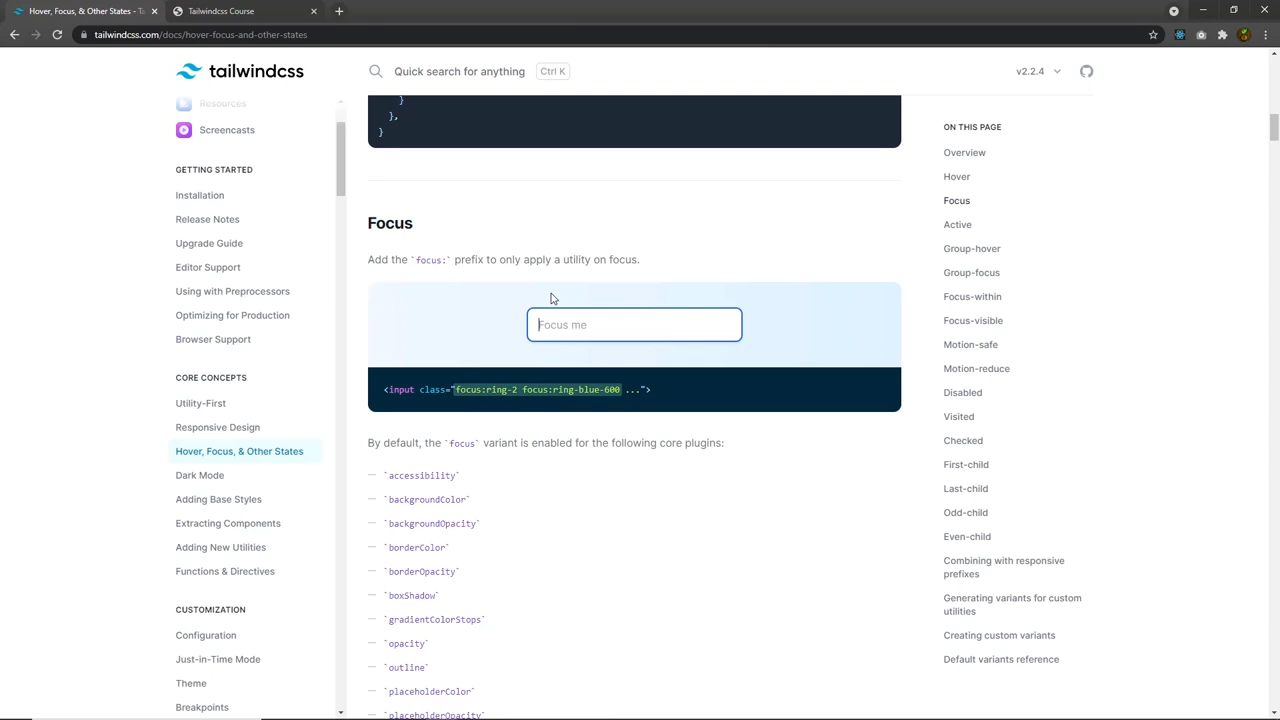 Hover, Focus, & Other States - Ta
Tailwind Course
tailwindcss.com/docs/hover-focus-and-other-states
tailwindcss
Quick search for anything
Ctrl K
v2.2.4
Resources
Screencasts
GETTING STARTED
Installation
Release Notes
Upgrade Guide
Editor Support
Using with Preprocessors
Optimizing for Production
Browser Support
CORE CONCEPTS
Utility-First
Responsive Design
Hover, Focus, & Other States
Dark Mode
Adding Base Styles
Extracting Components
Adding New Utilities
Functions & Directives
CUSTOMIZATION
Configuration
Just-in-Time Mode
Theme
Breakpoints
}
},
}
Focus
Add the `focus:` prefix to only apply a utility on focus.
Focus me
<input class="focus:ring-2 focus:ring-blue-600 ...">
By default, the `focus` variant is enabled for the following core plugins:
— `accessibility`
— `backgroundColor`
— `backgroundOpacity`
— `borderColor`
— `borderOpacity`
— `boxShadow`
— `gradientColorStops`
— `opacity`
— `outline`
— `placeholderColor`
— `placeholderOpacity`
ON THIS PAGE
Overview
Hover
Focus
Active
Group-hover
Group-focus
Focus-within
Focus-visible
Motion-safe
Motion-reduce
Disabled
Visited
Checked
First-child
Last-child
Odd-child
Even-child
Combining with responsive
prefixes
Generating variants for custom
utilities
Creating custom variants
Default variants reference